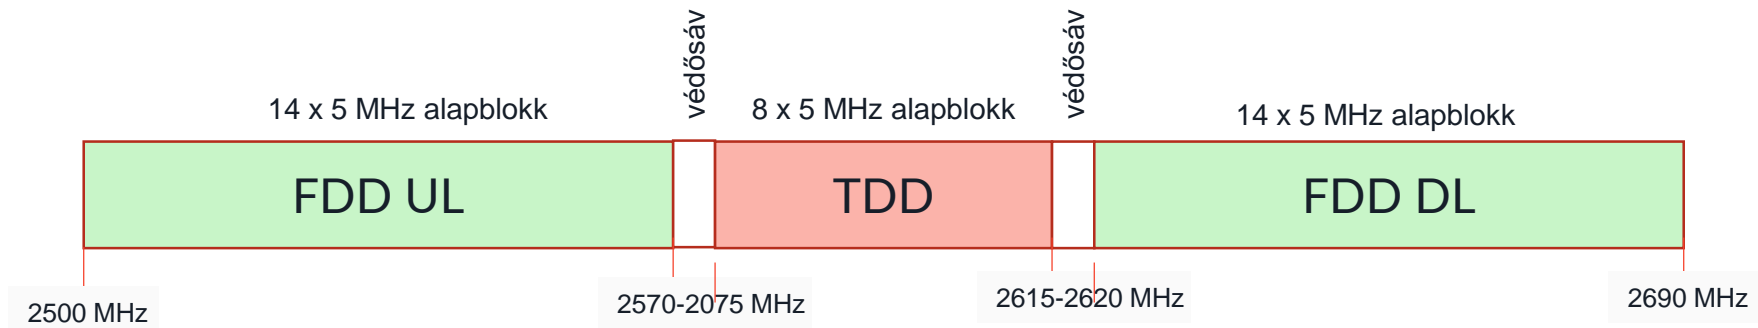 védősáv
védősáv
14 x 5 MHz alapblokk
8 x 5 MHz alapblokk
14 x 5 MHz alapblokk
FDD UL
TDD
FDD DL
2500 MHz
2570-2075 MHz
2615-2620 MHz
2690 MHz